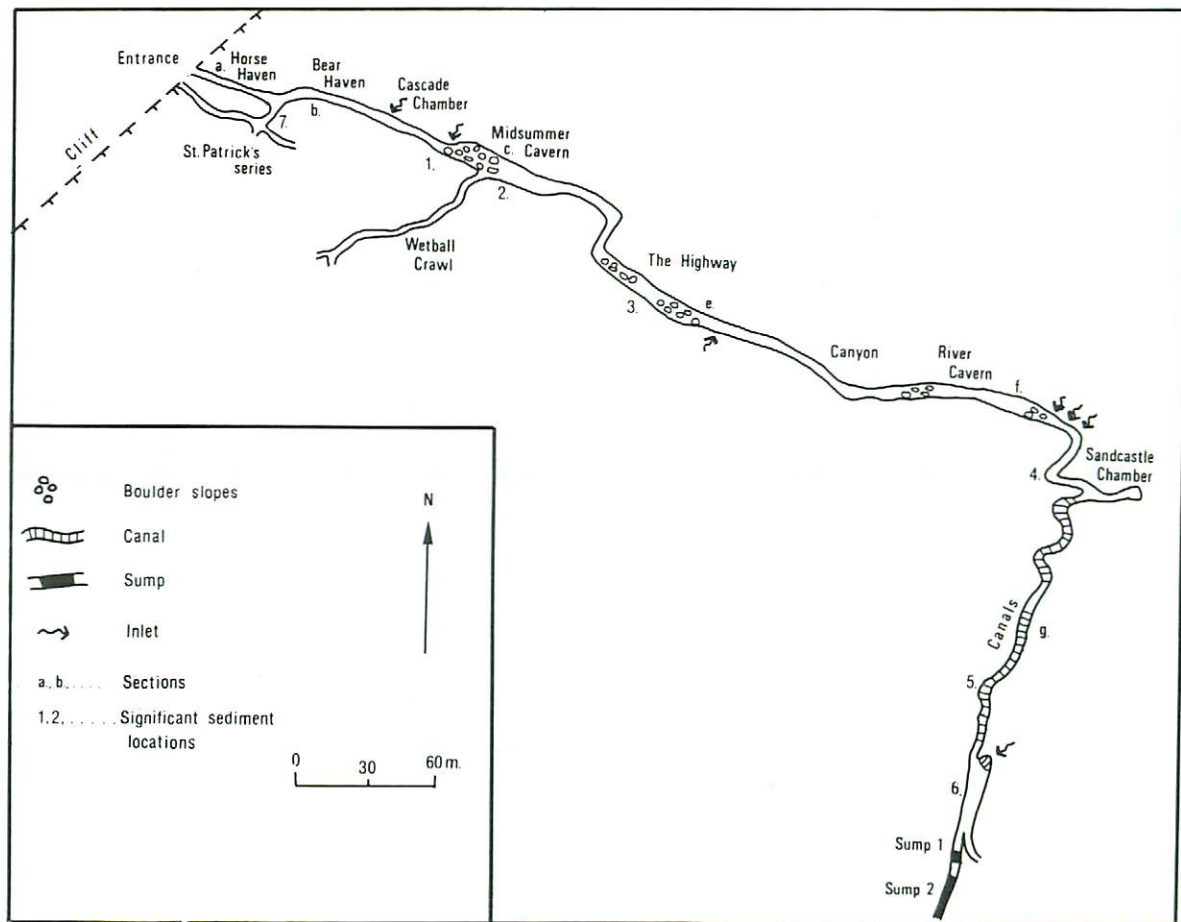 Entrance
a.
Horse
Haven
Bear
Haven
b.
Cascade
Chamber
Cliff
7.
St. Patrick's
series
1.
Midsummer
c. Cavern
2.
Wetball
Crawl
The Highway
3.
e
Canyon
River
Cavern
f.
4.
Sandcastle
Chamber
Canals
g.
5.
6.
Sump 1
Sump 2
Boulder slopes
Canal
Sump
Inlet
a., b., . . . . Sections
1. 2. . . . . . Significant sediment
locations
N
0 30 60 m.